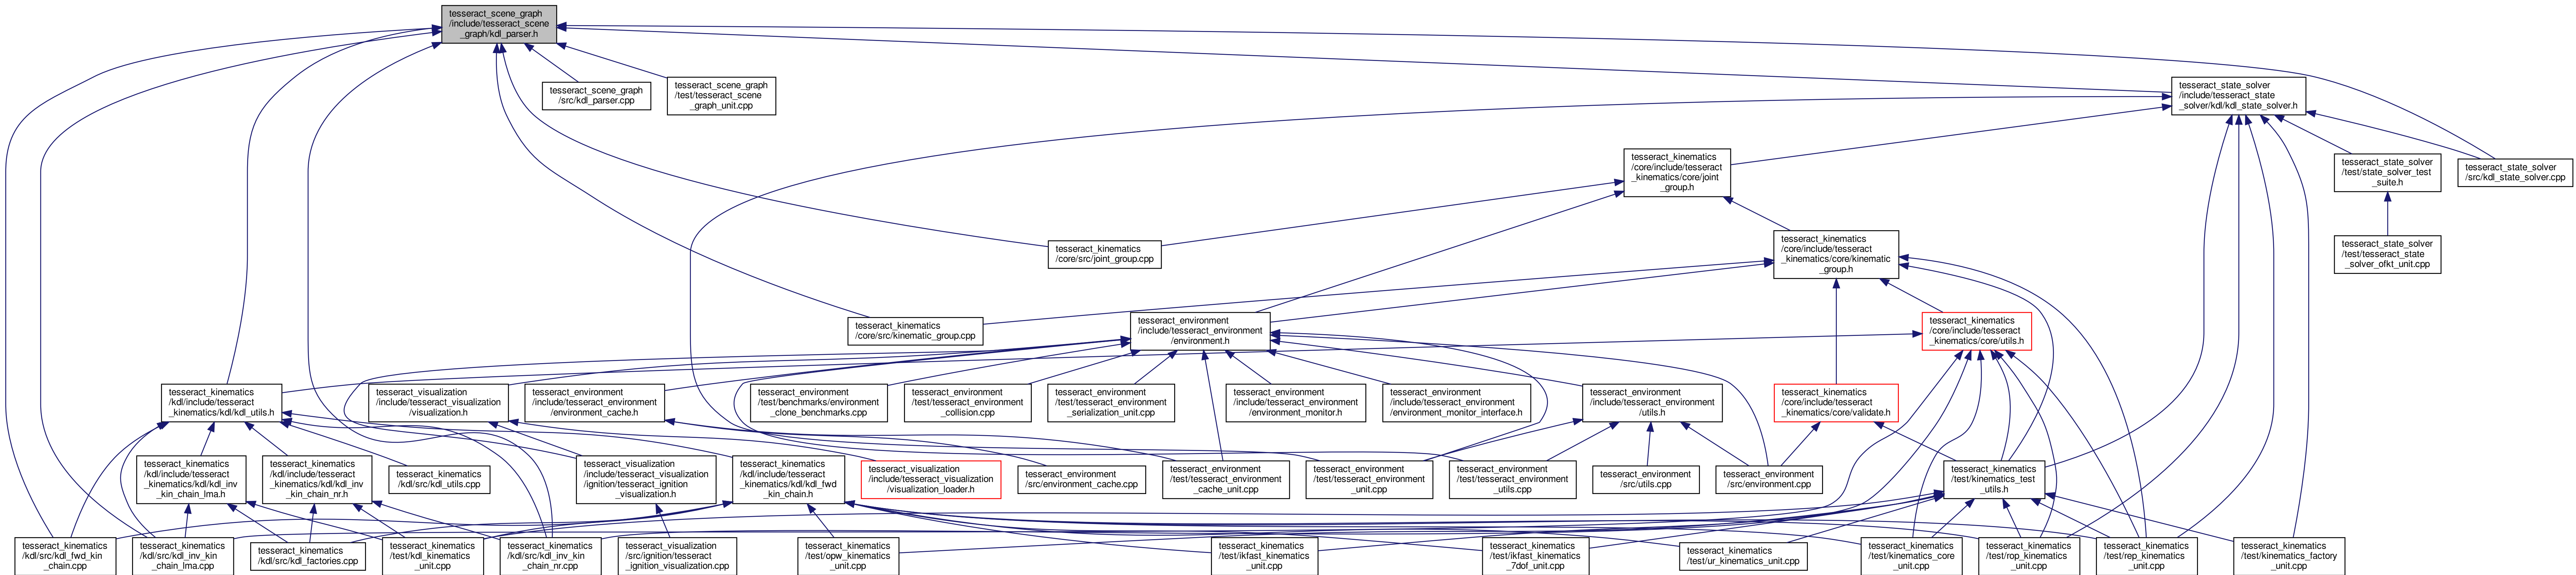 tesseract_scene_graph
/include/tesseract_scene
_graph/kdl_parser.h
tesseract_scene_graph
/src/kdl_parser.cpp
tesseract_scene_graph
/test/tesseract_scene
_graph_unit.cpp
tesseract_state_solver
/include/tesseract_state
_solver/kdl/kdl_state_solver.h
tesseract_kinematics
/core/include/tesseract
_kinematics/core/joint
_group.h
tesseract_state_solver
/test/state_solver_test
_suite.h
tesseract_state_solver
/src/kdl_state_solver.cpp
tesseract_kinematics
/core/src/joint_group.cpp
tesseract_kinematics
/core/include/tesseract
_kinematics/core/kinematic
_group.h
tesseract_state_solver
/test/tesseract_state
_solver_ofkt_unit.cpp
tesseract_kinematics
/core/src/kinematic_group.cpp
tesseract_environment
/include/tesseract_environment
/environment.h
tesseract_kinematics
/core/include/tesseract
_kinematics/core/utils.h
tesseract_kinematics
/kdl/include/tesseract
_kinematics/kdl/kdl_utils.h
tesseract_visualization
/include/tesseract_visualization
/visualization.h
tesseract_environment
/include/tesseract_environment
/environment_cache.h
tesseract_environment
/test/benchmarks/environment
_clone_benchmarks.cpp
tesseract_environment
/test/tesseract_environment
_collision.cpp
tesseract_environment
/test/tesseract_environment
_serialization_unit.cpp
tesseract_environment
/include/tesseract_environment
/environment_monitor.h
tesseract_environment
/include/tesseract_environment
/environment_monitor_interface.h
tesseract_environment
/include/tesseract_environment
/utils.h
tesseract_kinematics
/core/include/tesseract
_kinematics/core/validate.h
tesseract_kinematics
/kdl/include/tesseract
_kinematics/kdl/kdl_inv
_kin_chain_lma.h
tesseract_kinematics
/kdl/include/tesseract
_kinematics/kdl/kdl_inv
_kin_chain_nr.h
tesseract_kinematics
/kdl/src/kdl_utils.cpp
tesseract_visualization
/include/tesseract_visualization
/ignition/tesseract_ignition
_visualization.h
tesseract_kinematics
/kdl/include/tesseract
_kinematics/kdl/kdl_fwd
_kin_chain.h
tesseract_visualization
/include/tesseract_visualization
/visualization_loader.h
tesseract_environment
/src/environment_cache.cpp
tesseract_environment
/test/tesseract_environment
_cache_unit.cpp
tesseract_environment
/test/tesseract_environment
_unit.cpp
tesseract_environment
/test/tesseract_environment
_utils.cpp
tesseract_environment
/src/utils.cpp
tesseract_environment
/src/environment.cpp
tesseract_kinematics
/test/kinematics_test
_utils.h
tesseract_kinematics
/kdl/src/kdl_fwd_kin
_chain.cpp
tesseract_kinematics
/kdl/src/kdl_inv_kin
_chain_lma.cpp
tesseract_kinematics
/kdl/src/kdl_factories.cpp
tesseract_kinematics
/test/kdl_kinematics
_unit.cpp
tesseract_kinematics
/kdl/src/kdl_inv_kin
_chain_nr.cpp
tesseract_visualization
/src/ignition/tesseract
_ignition_visualization.cpp
tesseract_kinematics
/test/opw_kinematics
_unit.cpp
tesseract_kinematics
/test/ikfast_kinematics
_unit.cpp
tesseract_kinematics
/test/ikfast_kinematics
_7dof_unit.cpp
tesseract_kinematics
/test/ur_kinematics_unit.cpp
tesseract_kinematics
/test/kinematics_core
_unit.cpp
tesseract_kinematics
/test/rep_kinematics
_unit.cpp
tesseract_kinematics
/test/rep_kinematics
_unit.cpp
tesseract_kinematics
/test/kinematics_factory
_unit.cpp